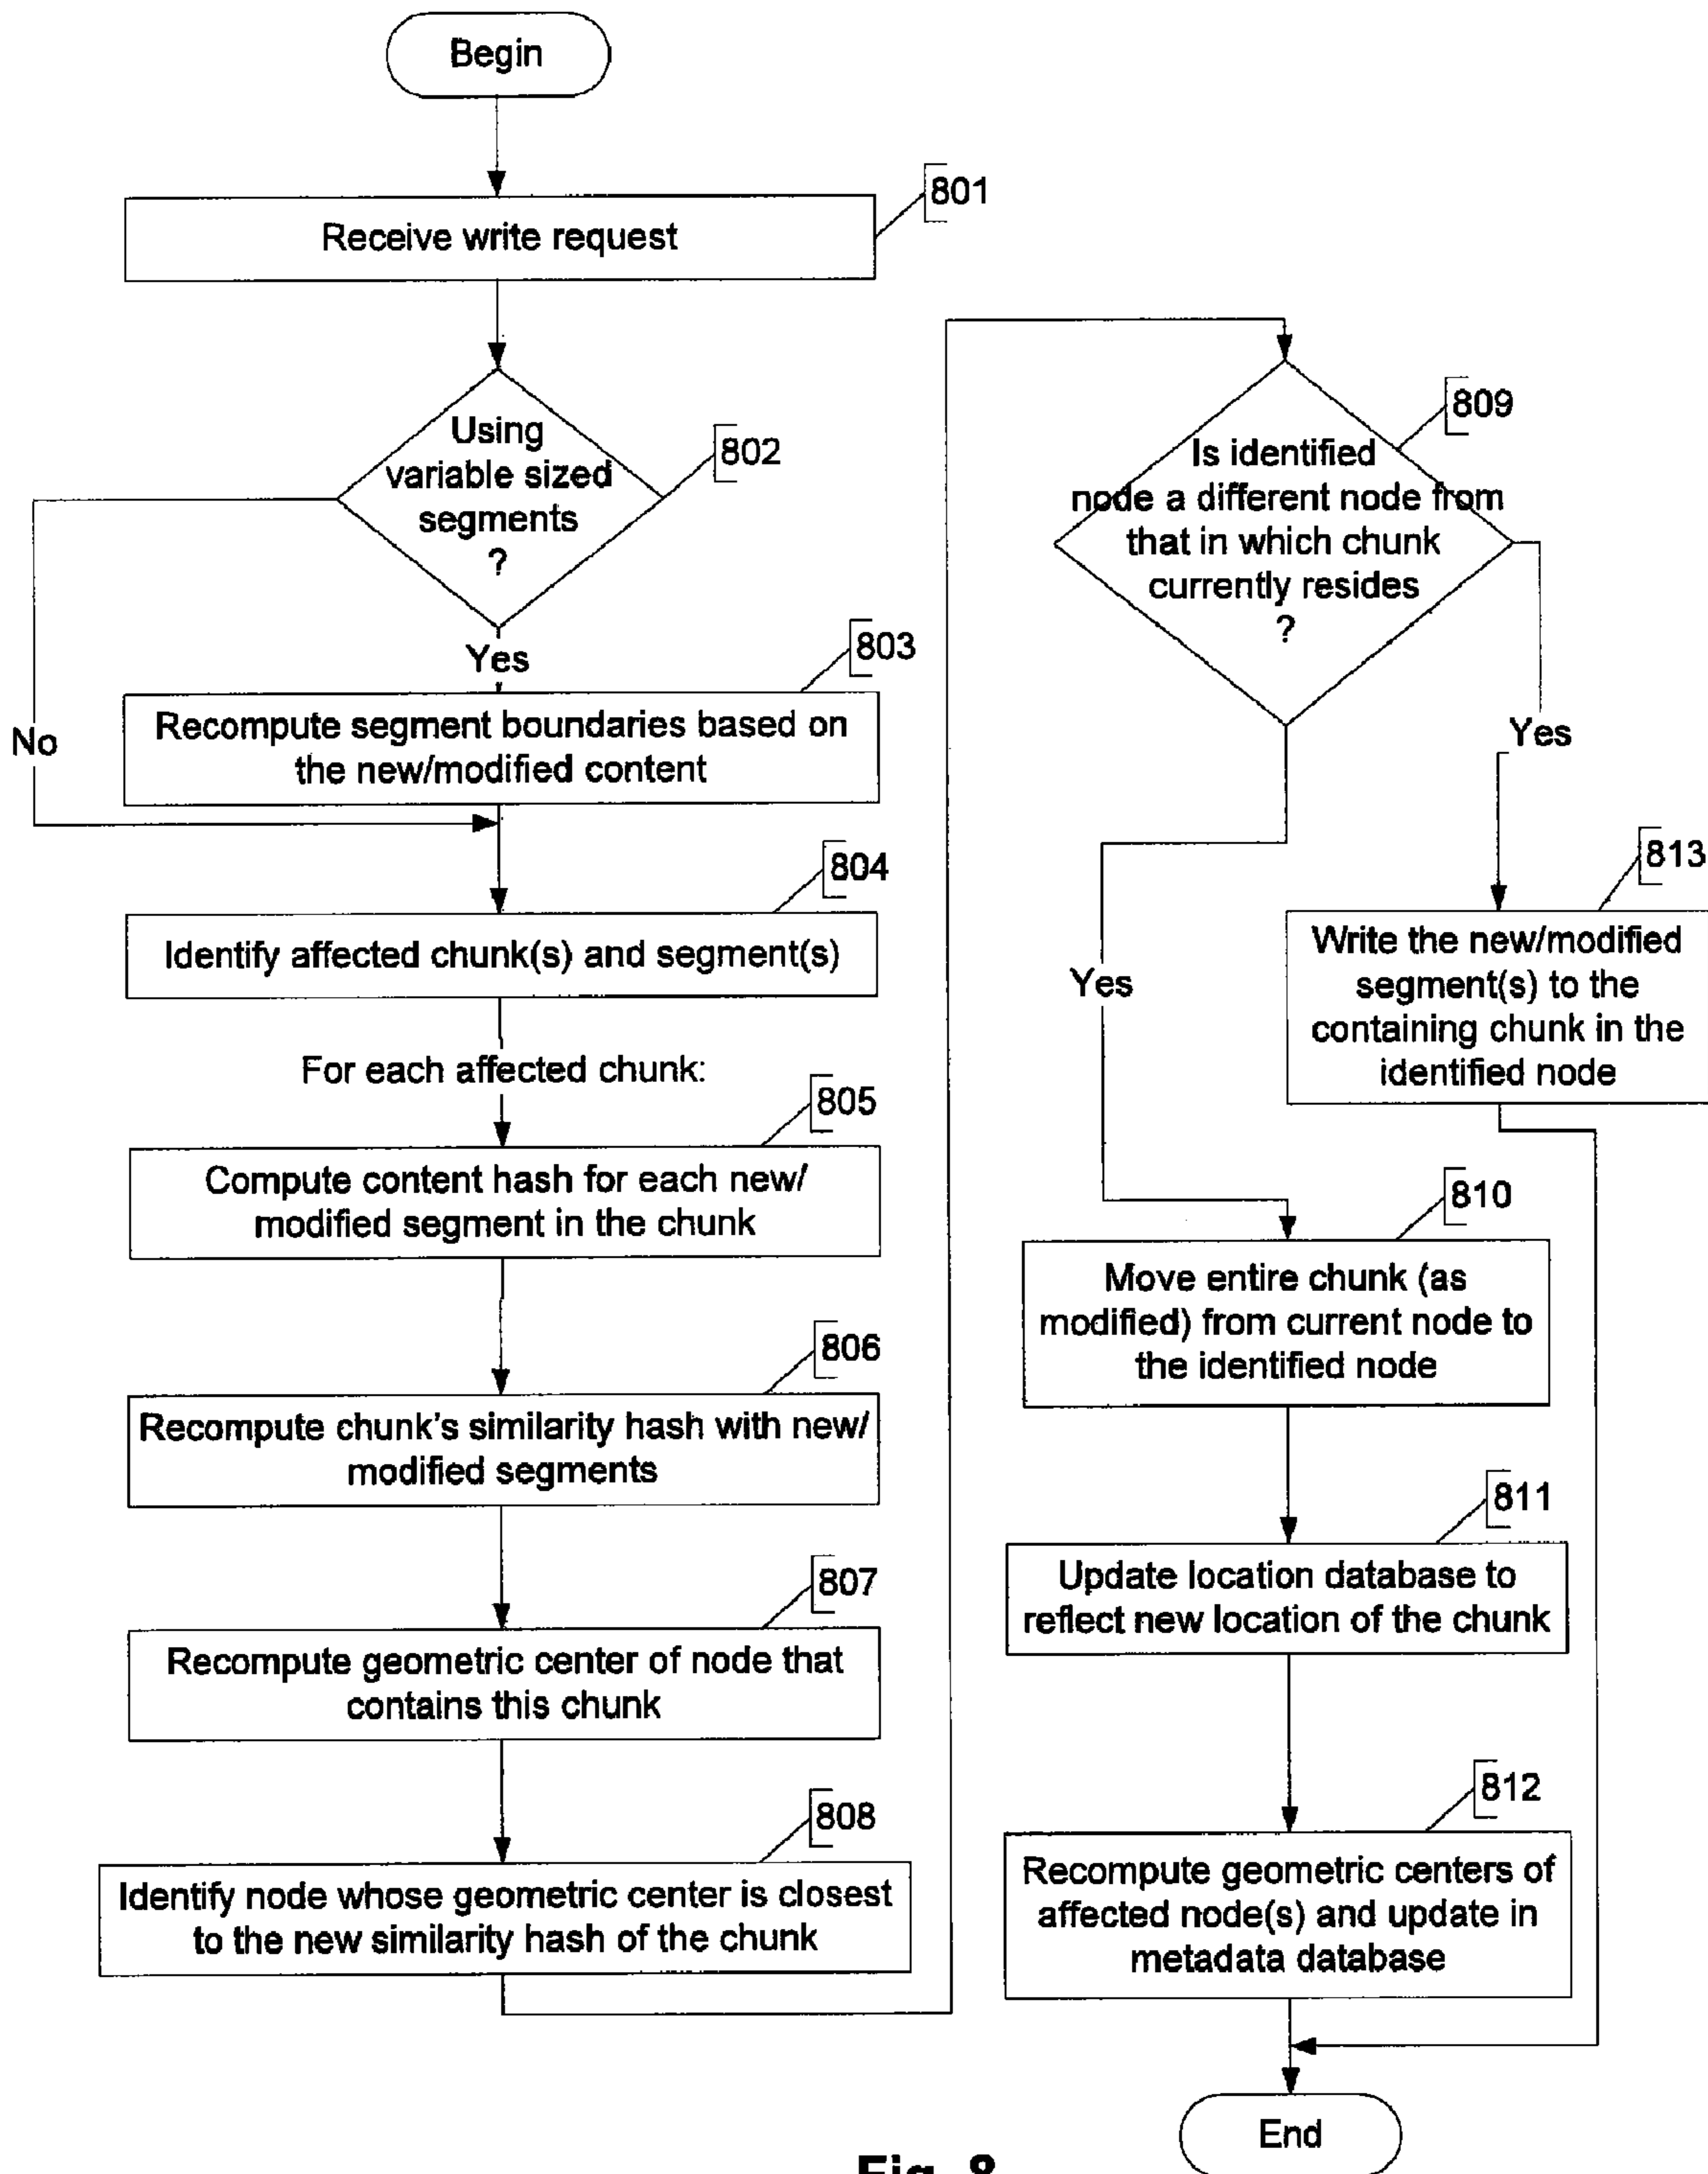 Begin
801
Receive write request
Using
variable sized
segments
?
802
Yes
No
803
Recompute segment boundaries based on
the new/modified content
804
Identify affected chunk(s) and segment(s)
For each affected chunk:
805
Compute content hash for each new/
modified segment in the chunk
806
Recompute chunk's similarity hash with new/
modified segments
807
Recompute geometric center of node that
contains this chunk
808
Identify node whose geometric center is closest
to the new similarity hash of the chunk
809
Is identified
node a different node from
that in which chunk
currently resides
?
Yes
813
Write the new/modified
segment(s) to the
containing chunk in the
identified node
Yes
810
Move entire chunk (as
modified) from current node to
the identified node
811
Update location database to
reflect new location of the chunk
812
Recompute geometric centers of
affected node(s) and update in
metadata database
End
Fig. 8